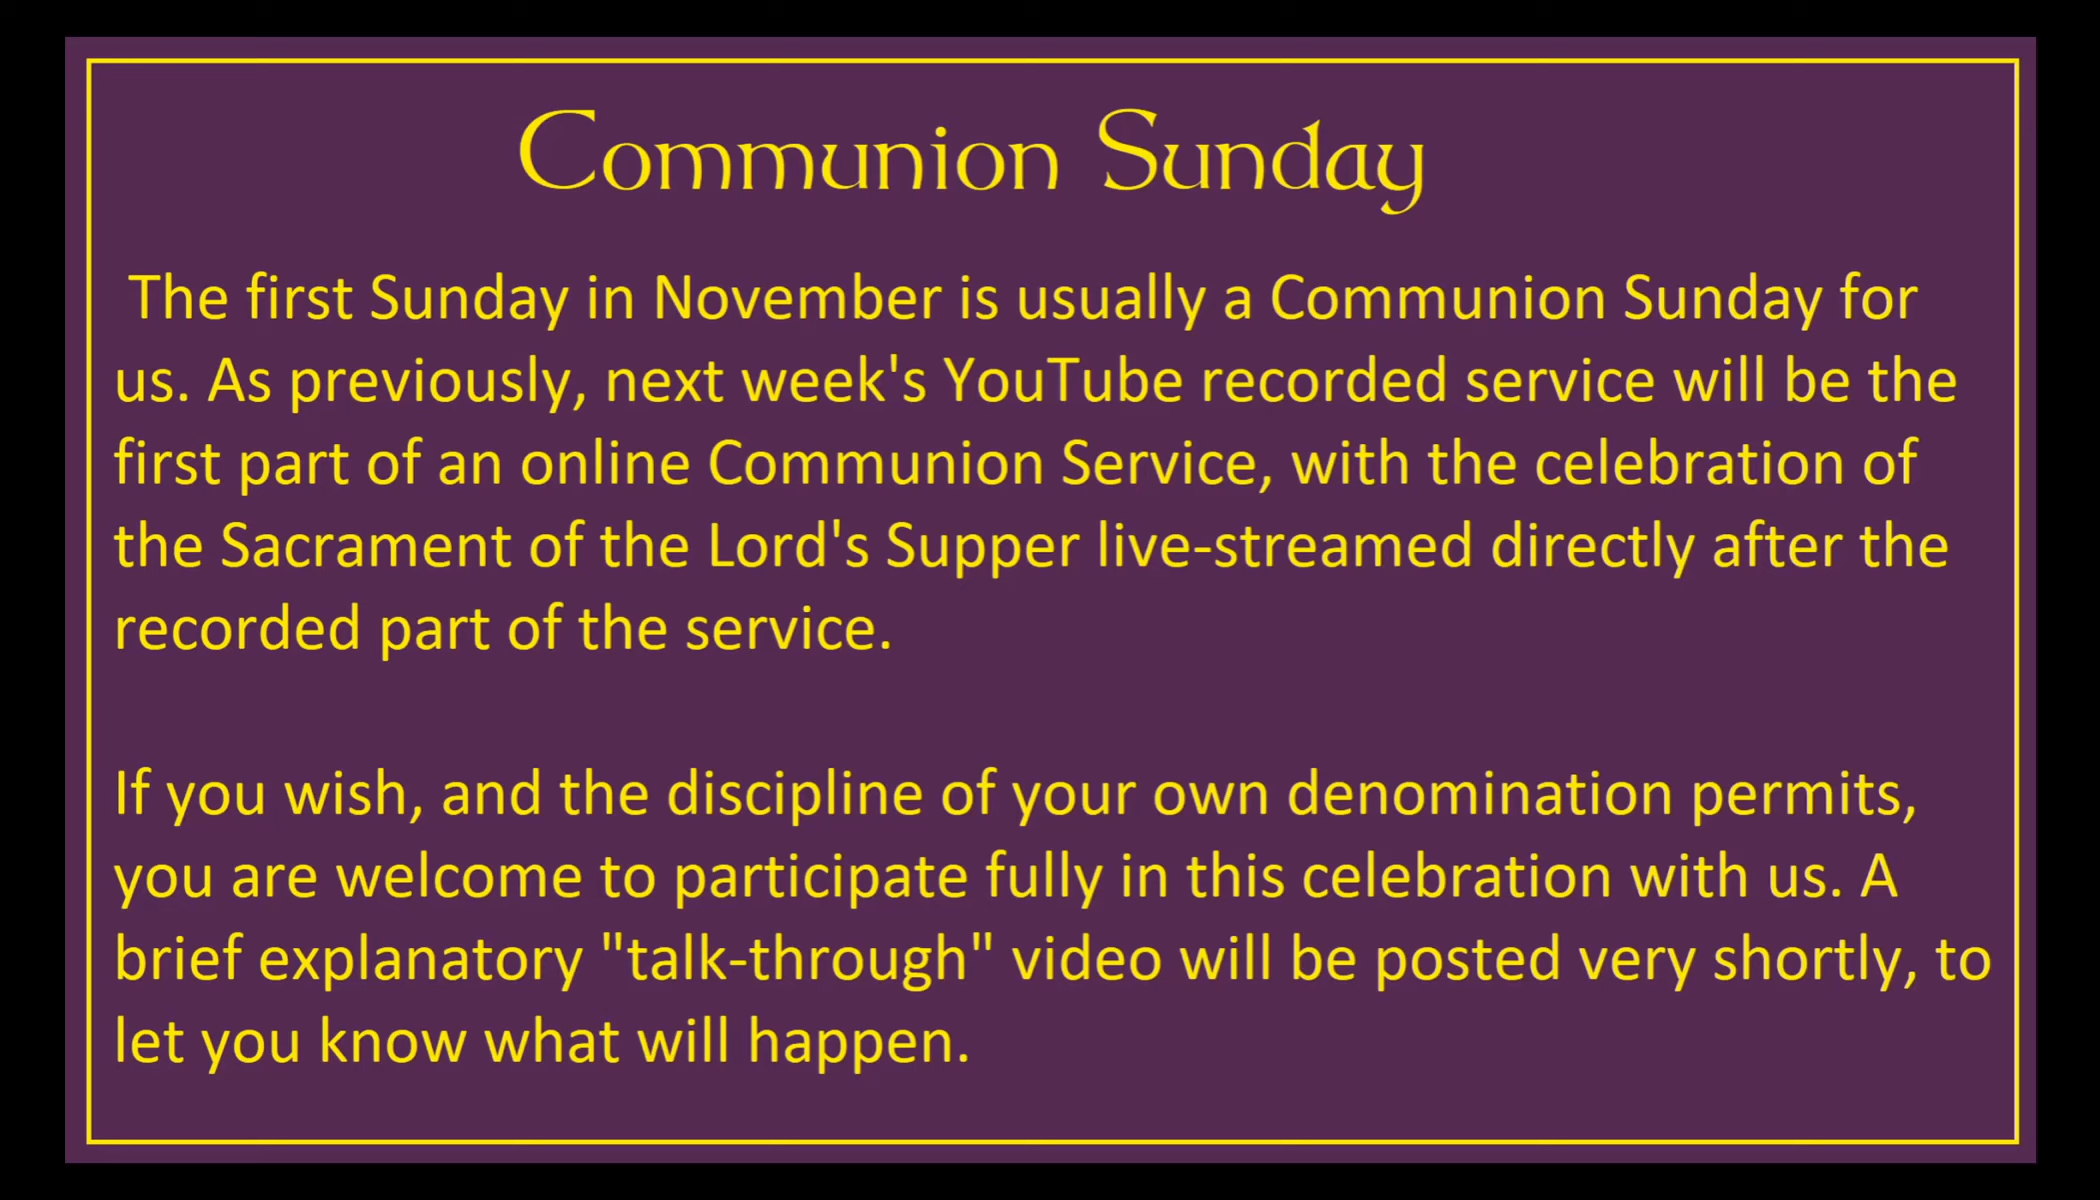 Communion Sunday
The first Sunday in November is usually a Communion Sunday for
us. As previously, next week's YouTube recorded service will be the
first part of an online Communion Service, with the celebration of
the Sacrament of the Lord's Supper live-streamed directly after the
recorded part of the service.
If you wish, and the discipline of your own denomination permits,
you are welcome to participate fully in this celebration with us. A
brief explanatory "talk-through" video will be posted very shortly, to
let you know what will happen.